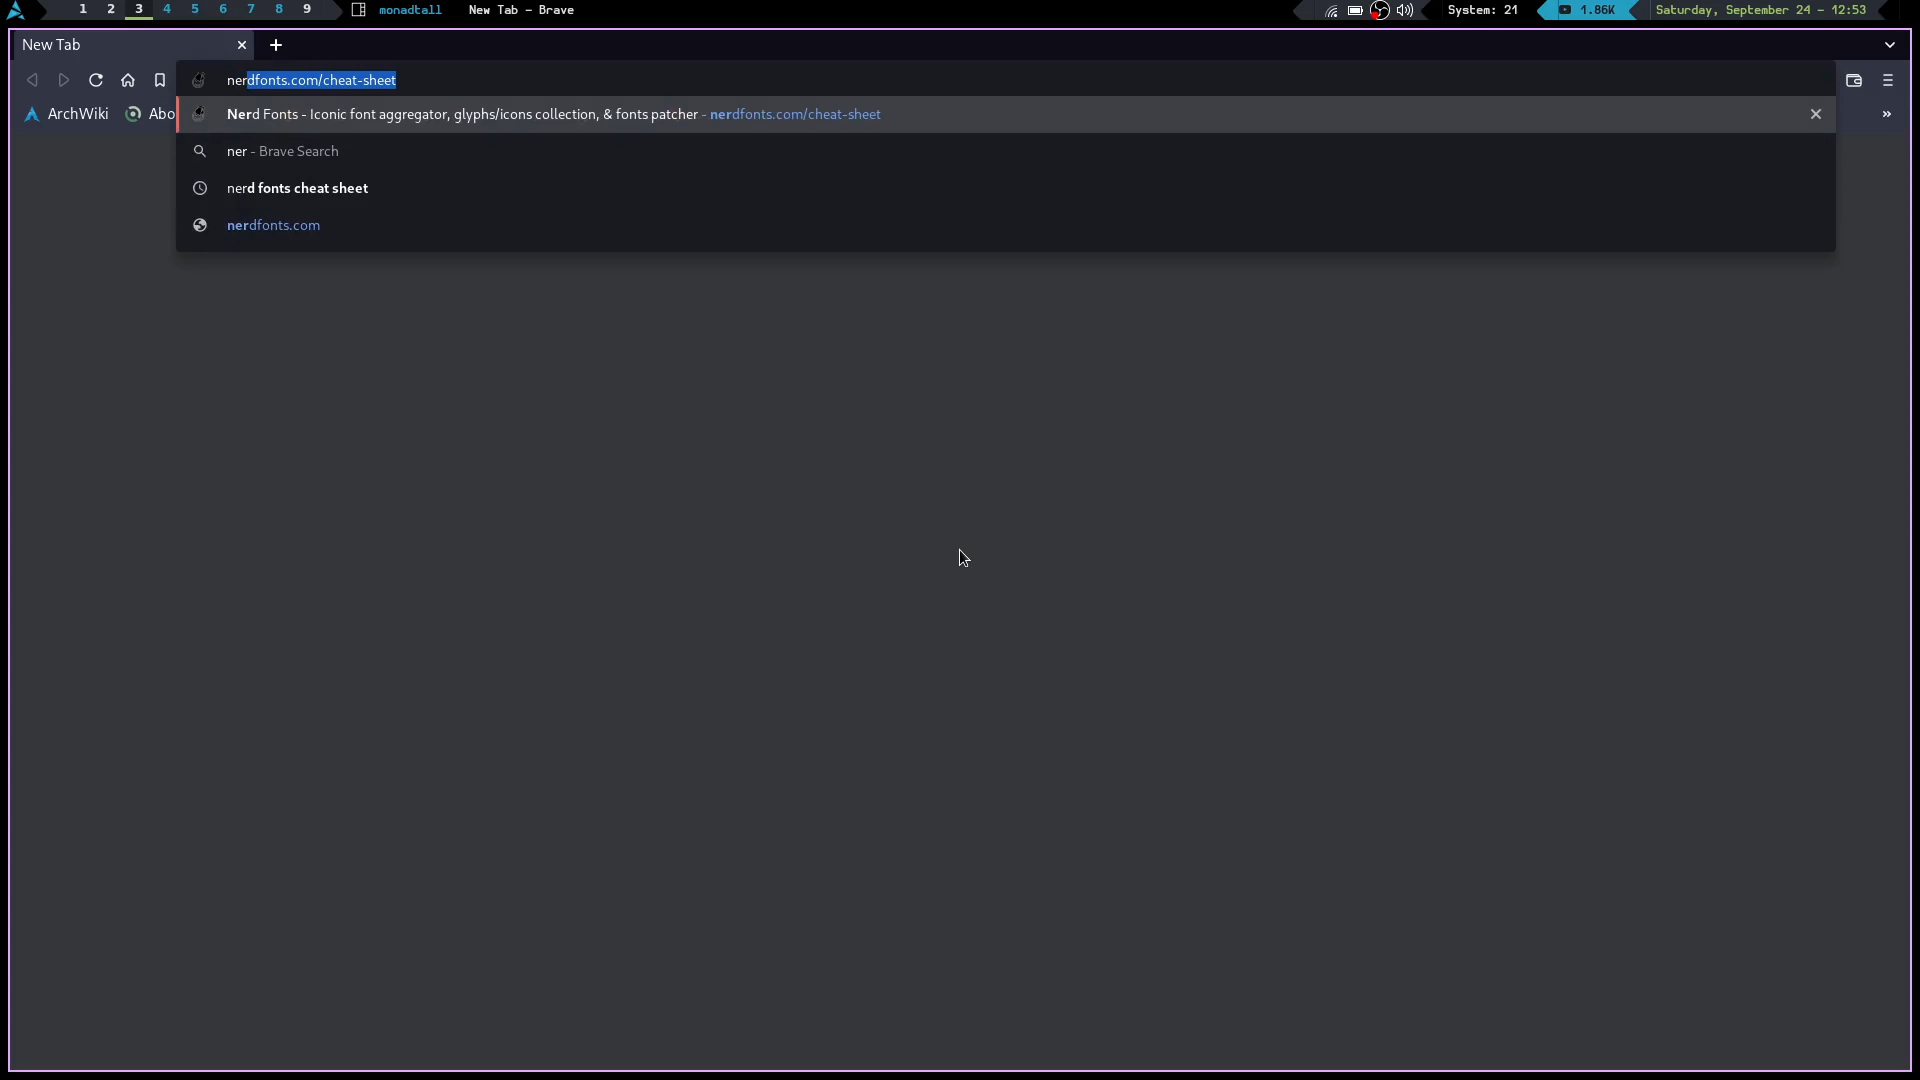 1 2 3 4 5 6 7 8 9 monadtall New Tab - Brave System: 21 1.86K Saturday, September 24 - 12:53
New Tab
nerdfonts.com/cheat-sheet
ArchWiki Abo
Nerd Fonts - Iconic font aggregator, glyphs/icons collection, & fonts patcher - nerdfonts.com/cheat-sheet
ner - Brave Search
nerd fonts cheat sheet
nerdfonts.com